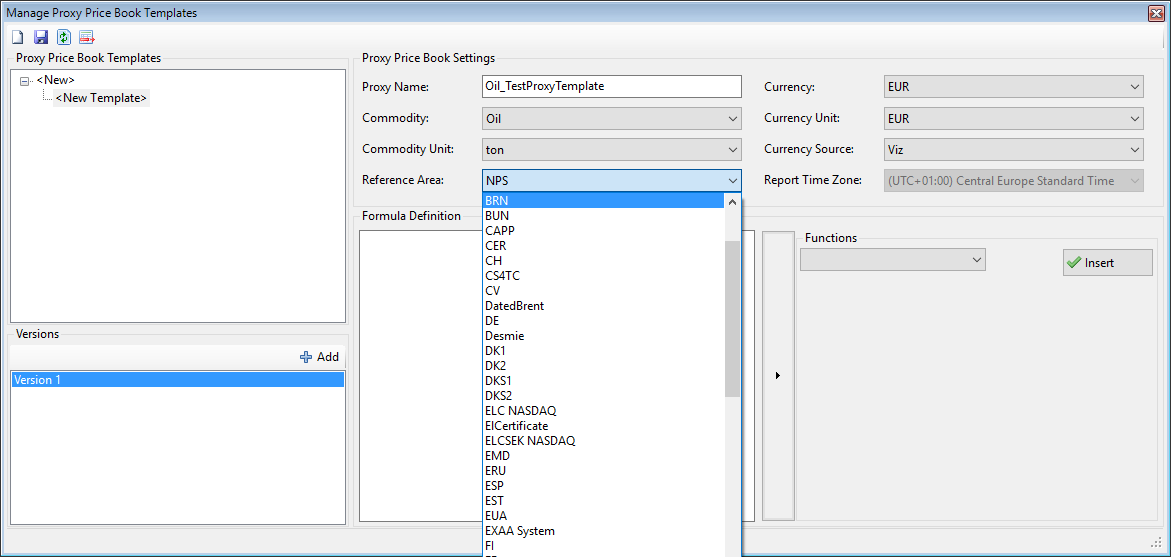 Manage Proxy Price Book Templates
Proxy Price Book Templates
<New>
<New Template>
Versions
Add
Version 1
Proxy Price Book Settings
Proxy Name: Oil_TestProxyTemplate
Commodity: Oil
Commodity Unit: ton
Reference Area: NPS
Currency: EUR
Currency Unit: EUR
Currency Source: Viz
Report Time Zone: (UTC+01:00) Central Europe Standard Time
BRN
BUN
CAPP
CER
CH
CS4TC
CV
DatedBrent
DE
Desmie
DK1
DK2
DKS1
DKS2
ELC NASDAQ
ElCertificate
ELCSEK NASDAQ
EMD
ERU
ESP
EST
EUA
EXAA System
FI
Formula Definition
Functions
Insert